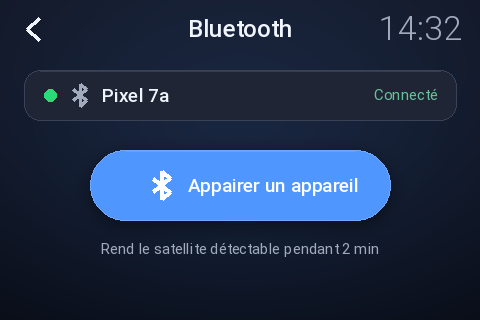 Bluetooth 14:32
Pixel 7a Connecté
Appairer un appareil
Rend le satellite détectable pendant 2 min